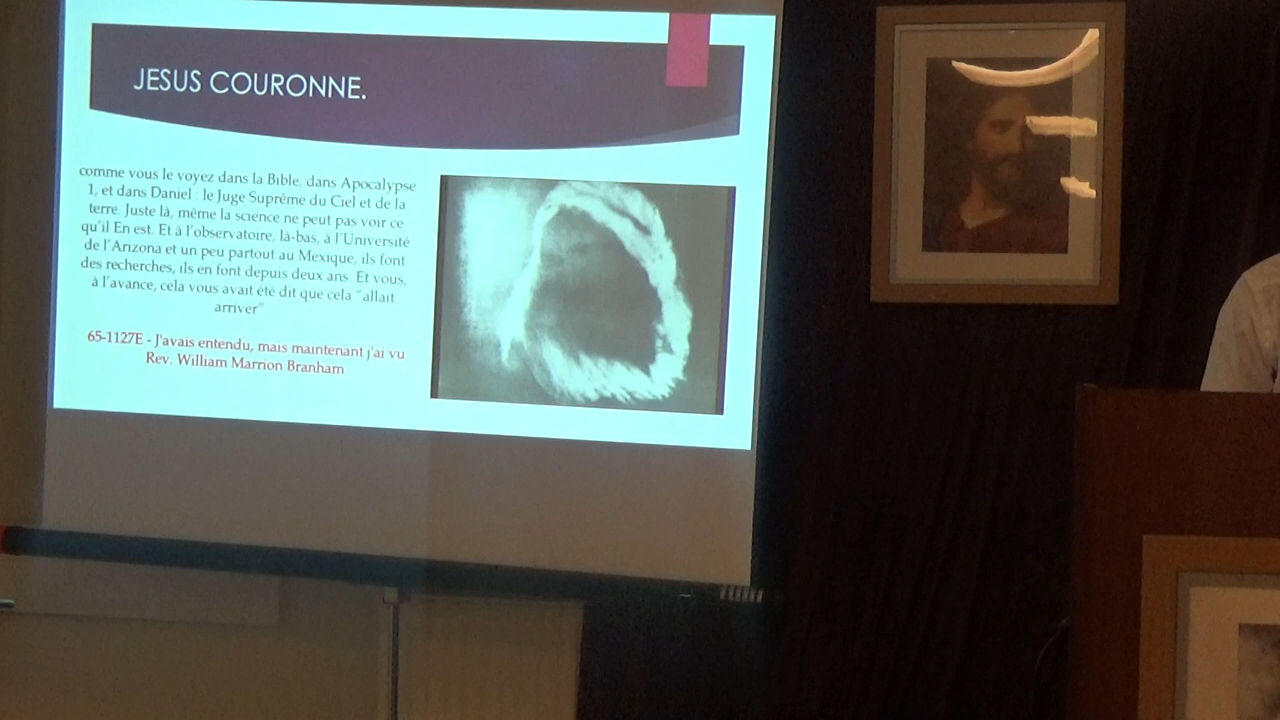 JESUS COURONNE.
comme vous le voyez dans la Bible, dans Apocalypse
1, et dans Daniel : le Juge Suprême du Ciel et de la
terre. Juste là, même la science ne peut pas voir ce
qu'il En est. Et à l'observatoire, là-bas, à l'Université
de l'Arizona et un peu partout au Mexique, ils font
des recherches, ils en font depuis deux ans. Et vous,
à l'avance, cela vous avait été dit que cela "allait
arriver"
65-1127E - J'avais entendu, mais maintenant j'ai vu
Rev. William Marrion Branham